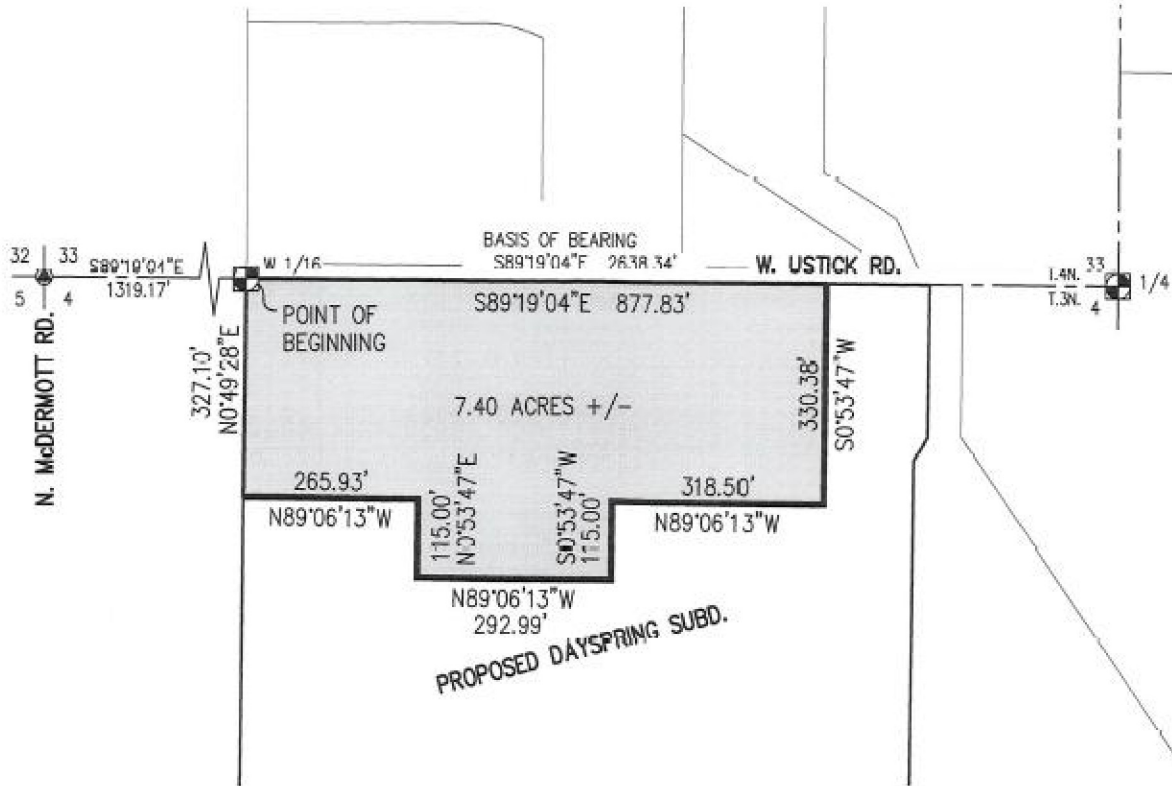 32 33
5 4
S89°19'04"E
1319.17'
N. McDERMOTT RD.
W 1/16
BASIS OF BEARING
S89°19'04"E 2638.34'
W. USTICK RD.
T.4N. 33
T.3N. 4
1/4
S89°19'04"E 877.83'
POINT OF
BEGINNING
327.10'
N0°49'28"E
7.40 ACRES +/-
330.38'
S0°53'47"W
265.93'
N89°06'13"W
115.00'
N0°53'47"E
S0°53'47"W
115.00'
318.50'
N89°06'13"W
N89°06'13"W
292.99'
PROPOSED DAYSPRING SUBD.